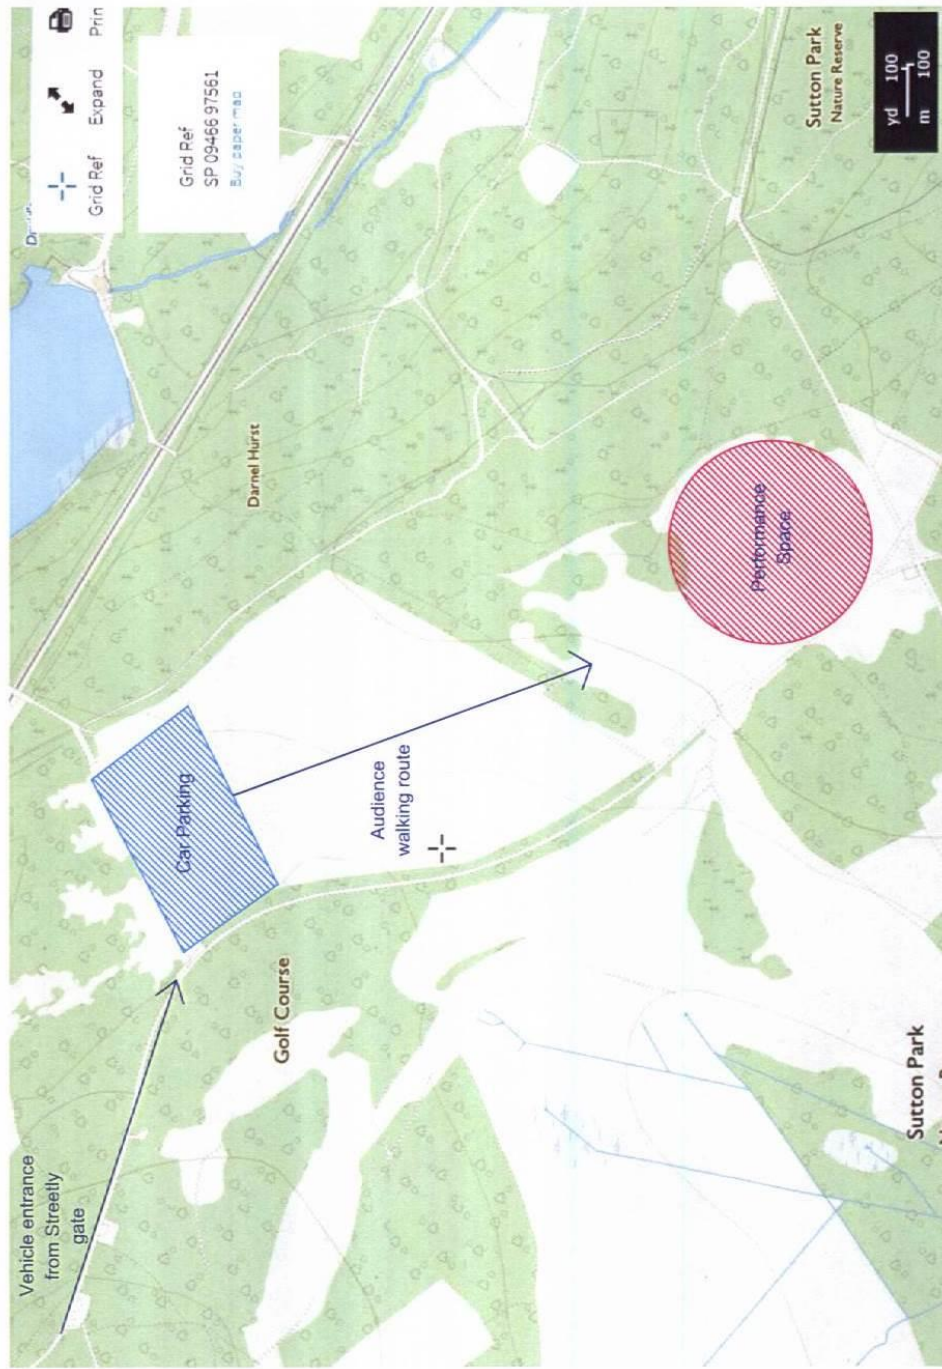 Vehicle entrance
from Streetly
gate
Grid Ref Expand Prin
Grid Ref
SP 09466 97561
Buy paper map
Car Parking
Darnel Hurst
Golf Course
Audience
walking route
Performance
Space
Sutton Park
Nature Reserve
yd 100
m 100
Sutton Park